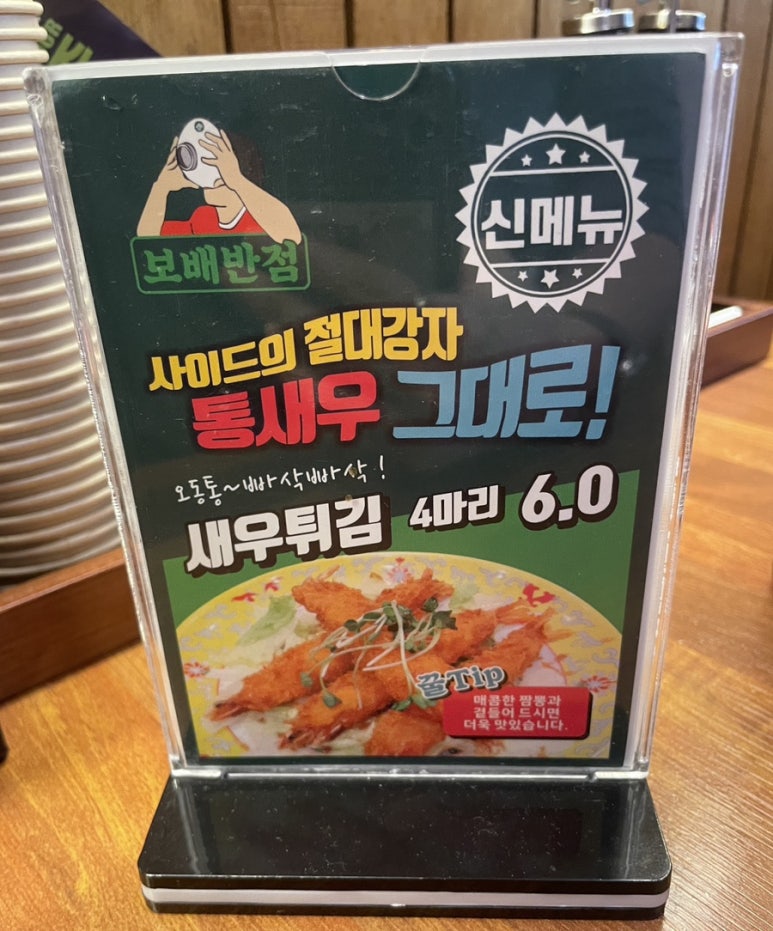 보배반점
신메뉴
사이드의 절대강자
통새우 그대로!
오동통~빠삭빠삭!
새우튀김 4마리 6.0
꿀Tip
매콤한 짬뽕과
곁들어 드시면
더욱 맛있습니다.